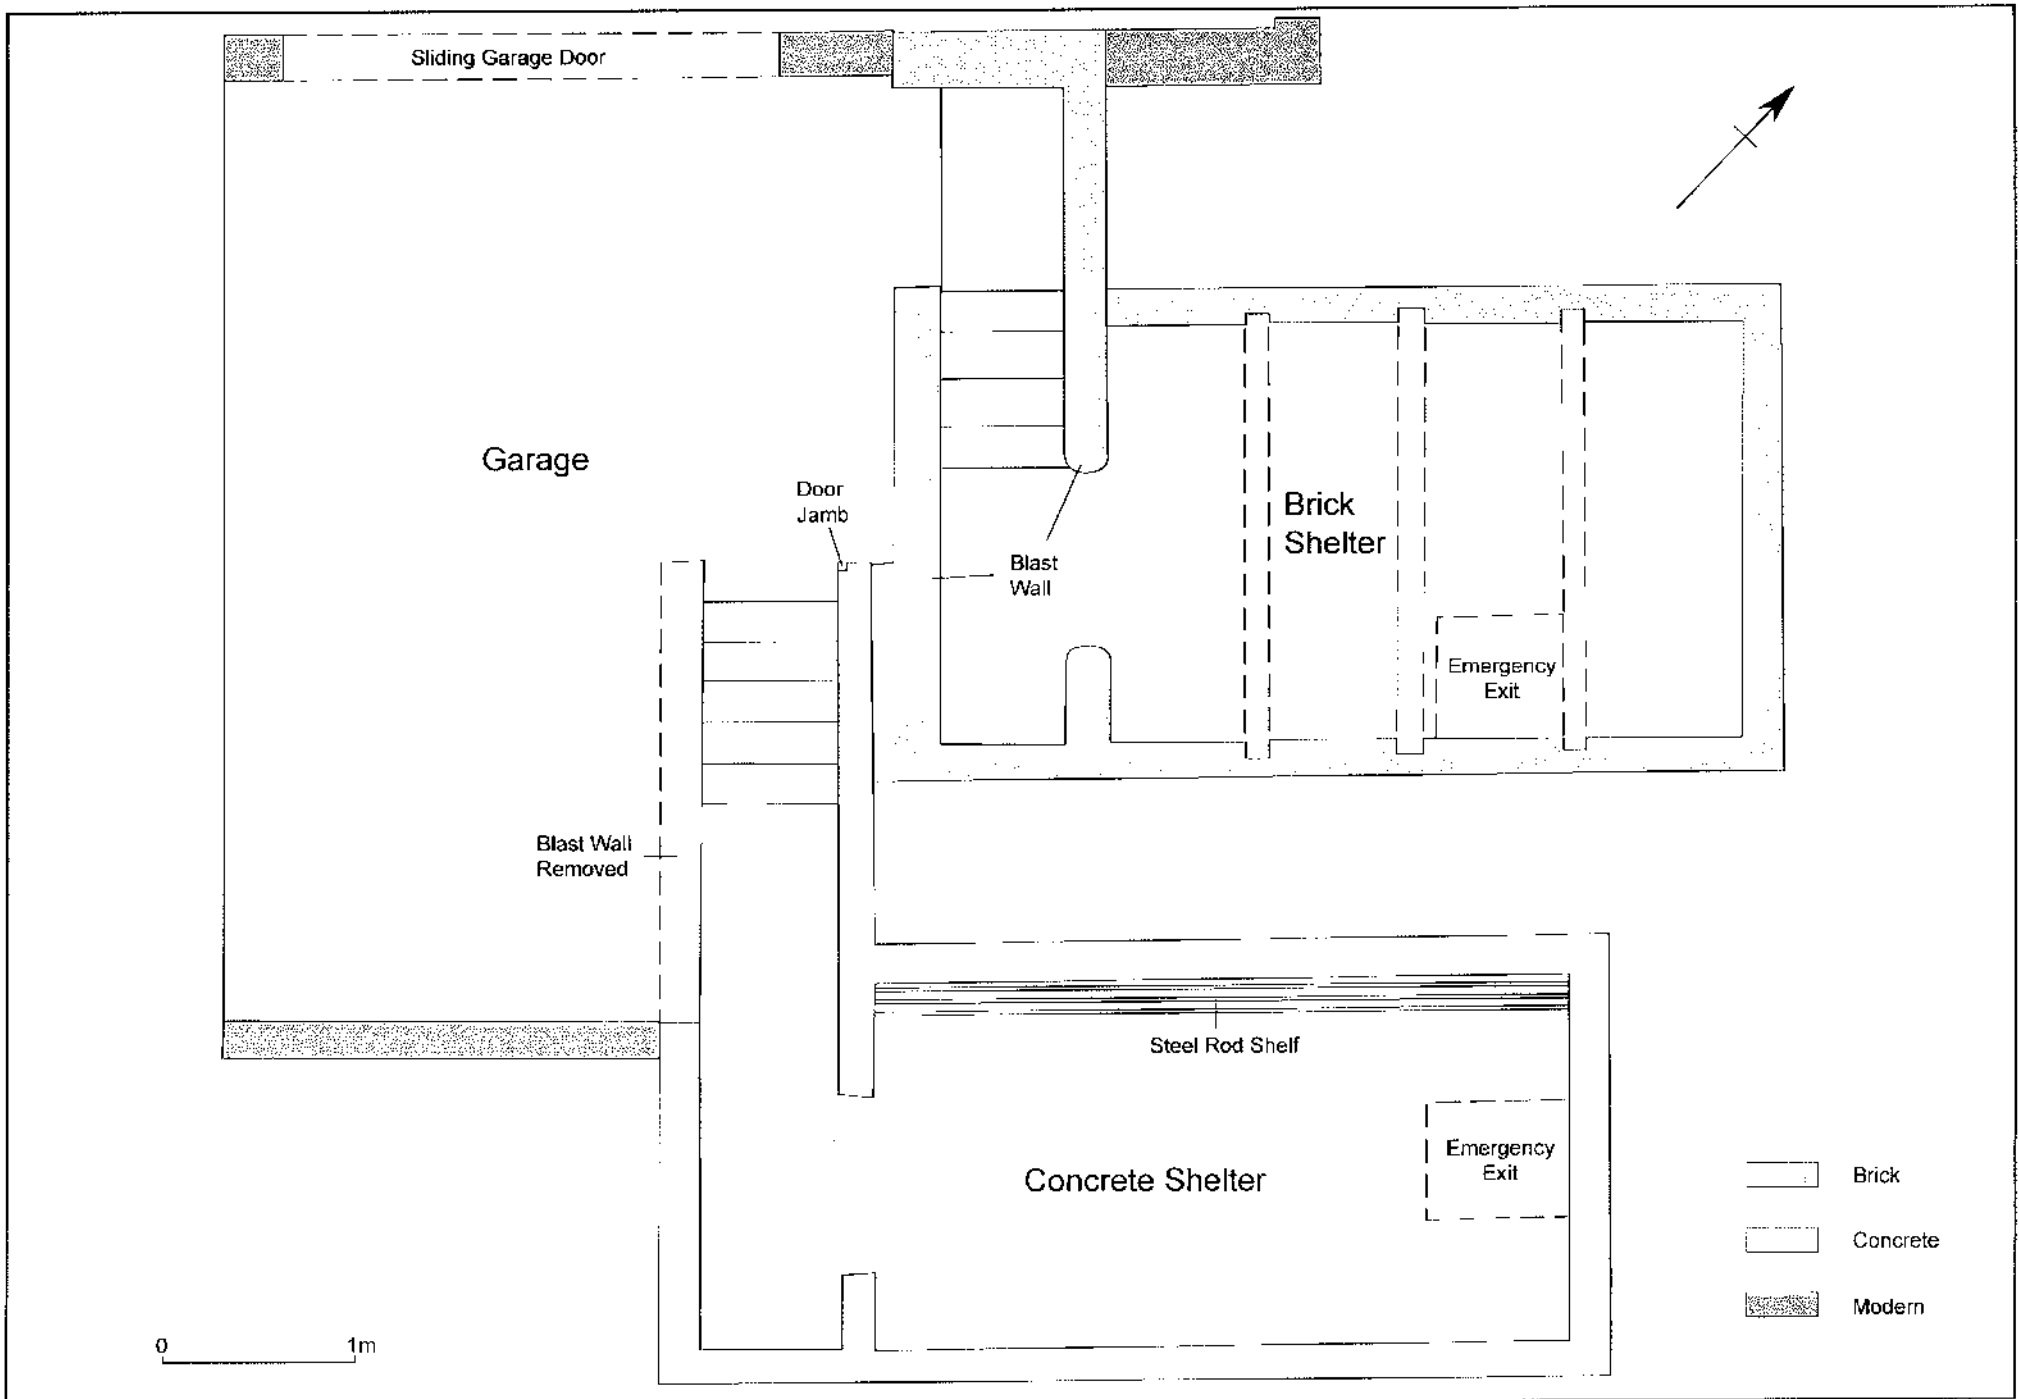 Sliding Garage Door
Garage
Door
Jamb
Blast
Wall
Brick
Shelter
Emergency
Exit
Blast Wall
Removed
Steel Rod Shelf
Concrete Shelter
Emergency
Exit
Brick
Concrete
Modern
0 1m